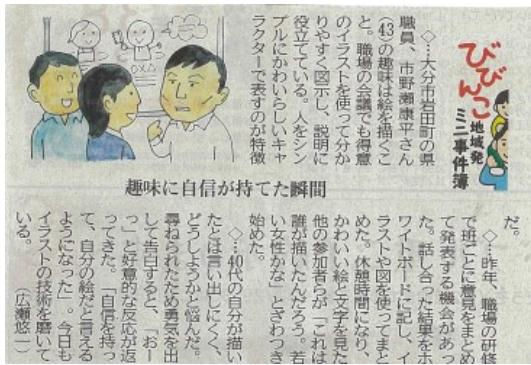 びびんこ
地域発
ミニ事件簿
趣味に自信が持てた瞬間
◇…大分市岩田町の県
職員、市野瀬康平さん
(43)の趣味は絵を描くこ
と。職場の会議でも得意
のイラストを使って分か
りやすく図示し、説明に
役立てている。人をシン
プルにかわいらしいキャ
ラクターで表すのが特徴
だ。
◇…昨年、職場の研修
で班ごとに意見をまとめ
て発表する機会があっ
た。話し合った結果をホ
ワイトボードに記し、イ
ラストや図を使ってまと
めた。休憩時間になり、
かわいい絵と文字を見た
他の参加者らが「これは
誰が描いたんだろう。若
い女性かな」とざわつき
始めた。
◇…40代の自分が描い
たとは言い出しにくく、
どうしようかと悩んだ。
尋ねられたため勇気を出
して告白すると、「おー
っ」と好意的な反応が返
ってきた。「自信を持っ
て、自分の絵だと言える
ようになった」。今日も
イラストの技術を磨いて
いる。
(広瀬悠一)